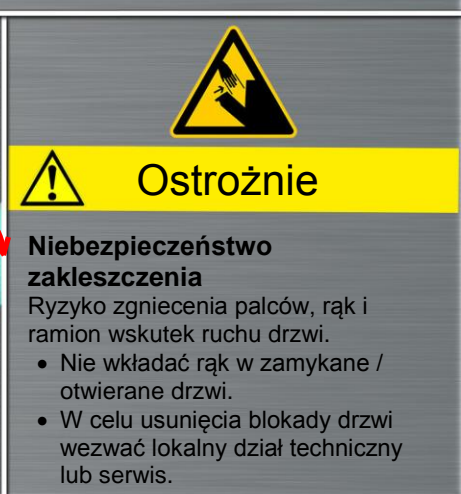 Ostrożnie
Niebezpieczeństwo
zakleszczenia
Ryzyko zgniecenia palców, rąk i
ramion wskutek ruchu drzwi.
• Nie wkładać rąk w zamykane /
otwierane drzwi.
• W celu usunięcia blokady drzwi
wezwać lokalny dział techniczny
lub serwis.